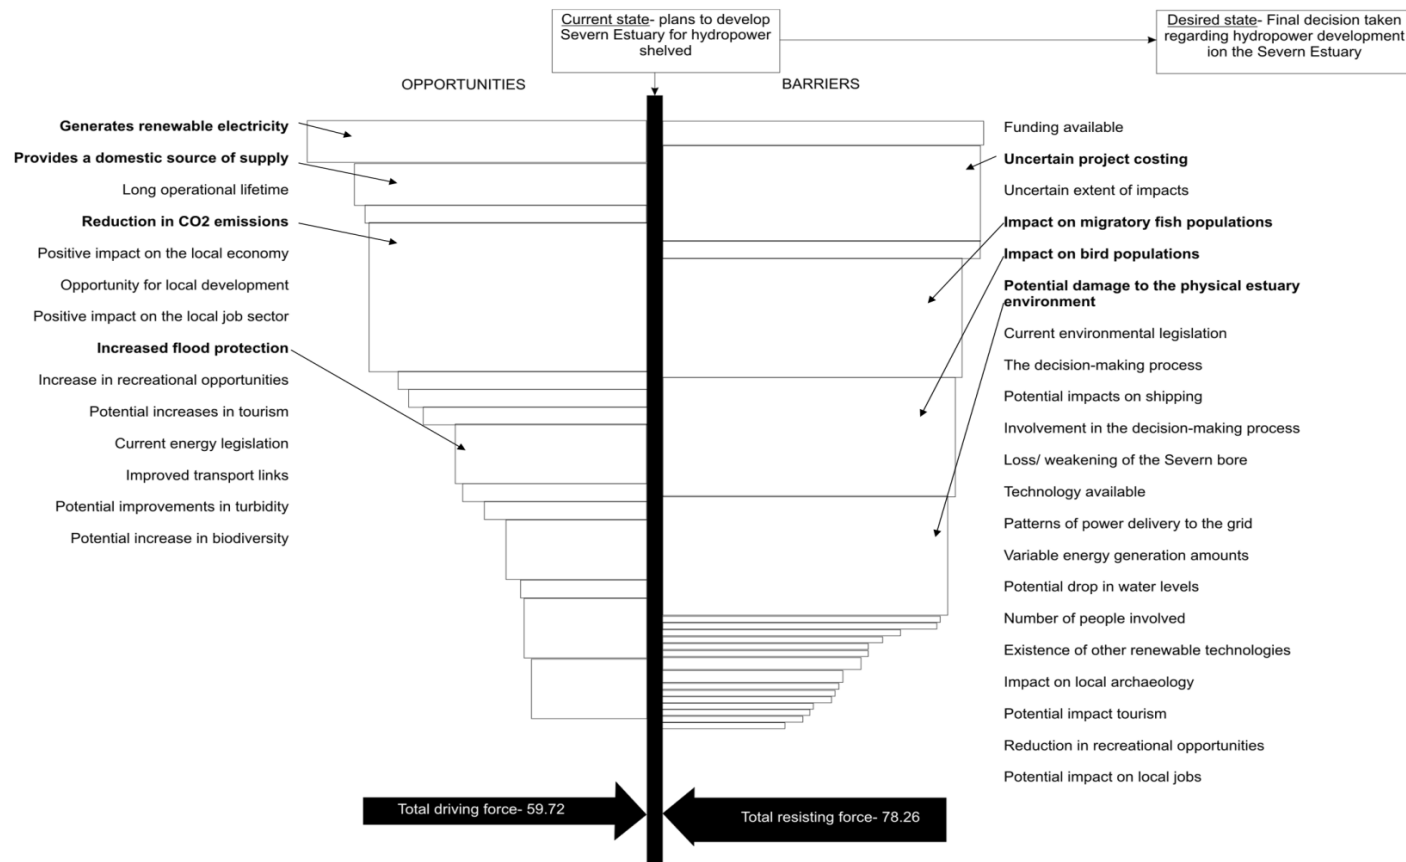 Current state- plans to develop
Severn Estuary for hydropower
shelved
Desired state- Final decision taken
regarding hydropower development
ion the Severn Estuary
OPPORTUNITIES
BARRIERS
Generates renewable electricity
Provides a domestic source of supply
Long operational lifetime
Reduction in CO2 emissions
Positive impact on the local economy
Opportunity for local development
Positive impact on the local job sector
Increased flood protection
Increase in recreational opportunities
Potential increases in tourism
Current energy legislation
Improved transport links
Potential improvements in turbidity
Potential increase in biodiversity
Funding available
Uncertain project costing
Uncertain extent of impacts
Impact on migratory fish populations
Impact on bird populations
Potential damage to the physical estuary
environment
Current environmental legislation
The decision-making process
Potential impacts on shipping
Involvement in the decision-making process
Loss/ weakening of the Severn bore
Technology available
Patterns of power delivery to the grid
Variable energy generation amounts
Potential drop in water levels
Number of people involved
Existence of other renewable technologies
Impact on local archaeology
Potential impact tourism
Reduction in recreational opportunities
Potential impact on local jobs
Total driving force- 59.72
Total resisting force- 78.26